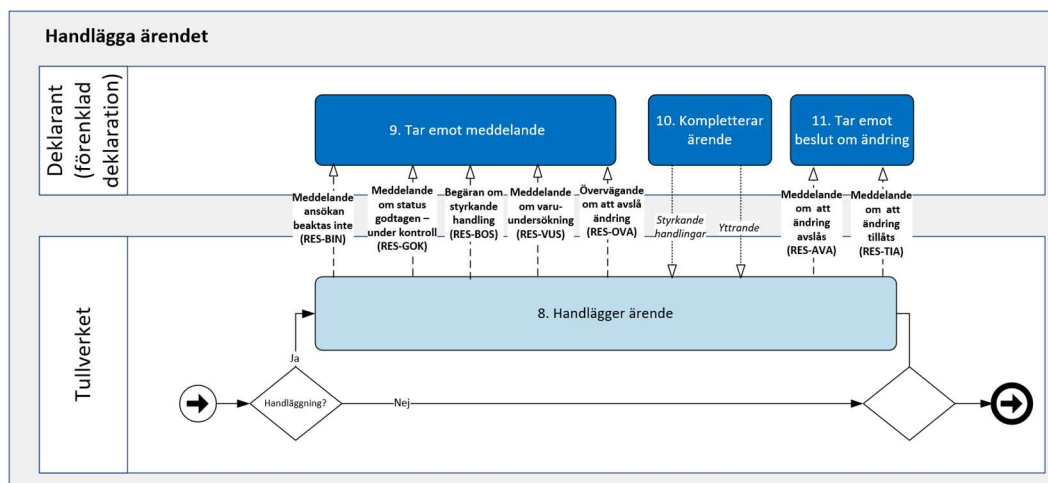 Handlägga ärendet
Deklarant
(förenklad
deklaration)
9. Tar emot meddelande
10. Kompletterar
ärende
11. Tar emot
beslut om ändring
Meddelande
ansökan
beaktas inte
(RES-BIN)
Meddelande
om status
godtagen –
under kontroll
(RES-GOK)
Begäran om
styrkande
handling
(RES-BOS)
Meddelande
om varu-
undersökning
(RES-VUS)
Övervägande
om att avslå
ändring
(RES-OVA)
Styrkande
handlingar
Yttrande
Meddelande
om  att
ändring
avslås
(RES-AVA)
Meddelande
om  att
ändring
tillåts
(RES-TIA)
Tullverket
8. Handlägger ärende
Ja
Handläggning?
Nej